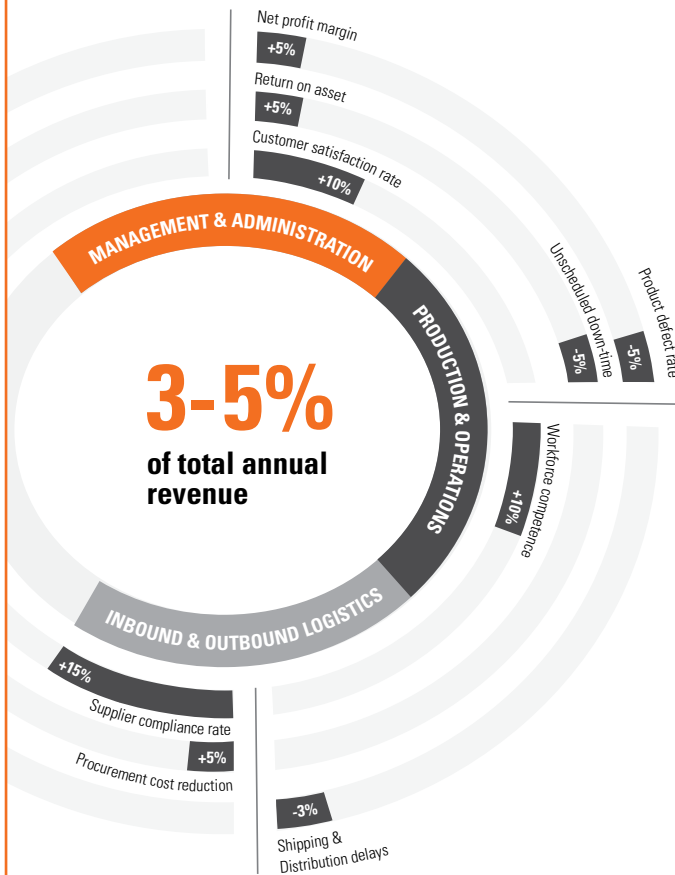 Net profit margin
+5%
Return on asset
+5%
Customer satisfaction rate
+10%
MANAGEMENT & ADMINISTRATION
Unscheduled down-time
-5%
Product defect rate
-5%
PRODUCTION & OPERATIONS
3-5%
of total annual
revenue
Workforce competence
+10%
INBOUND & OUTBOUND LOGISTICS
+15%
Supplier compliance rate
+5%
Procurement cost reduction
-3%
Shipping &
Distribution delays